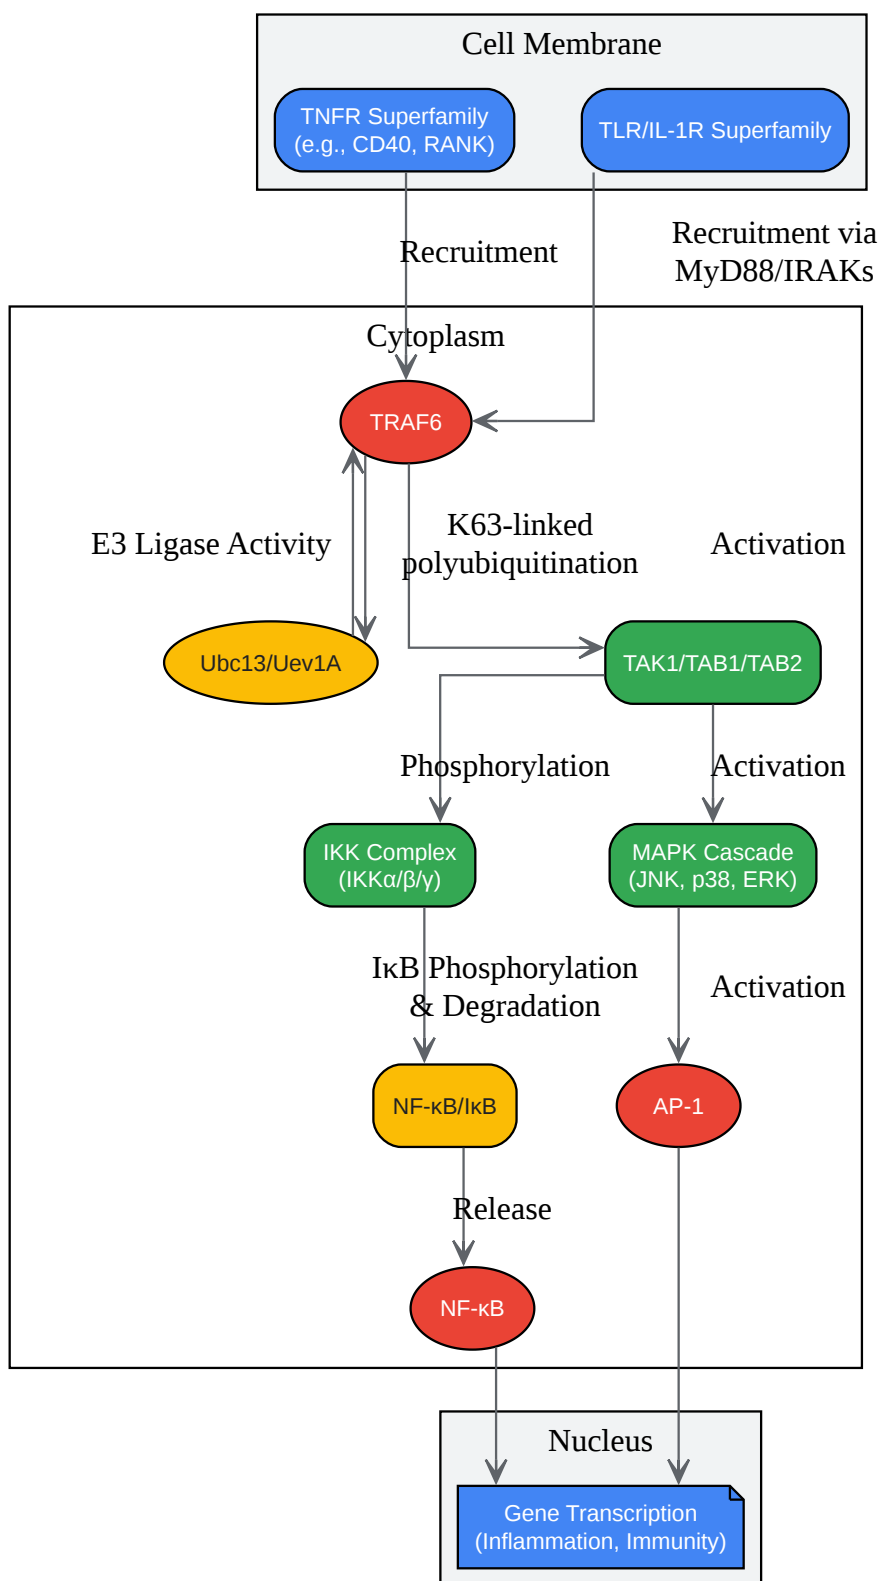 Cell Membrane
TNFR Superfamily
(e.g., CD40, RANK)
TLR/IL-1R Superfamily
Recruitment
Recruitment via
MyD88/IRAKs
Cytoplasm
TRAF6
E3 Ligase Activity
K63-linked
polyubiquitination
Activation
Ubc13/Uev1A
TAK1/TAB1/TAB2
Phosphorylation
Activation
IKK Complex
(IKKα/β/γ)
MAPK Cascade
(JNK, p38, ERK)
IκB Phosphorylation
& Degradation
Activation
NF-κB/IκB
AP-1
Release
NF-κB
Nucleus
Gene Transcription
(Inflammation, Immunity)